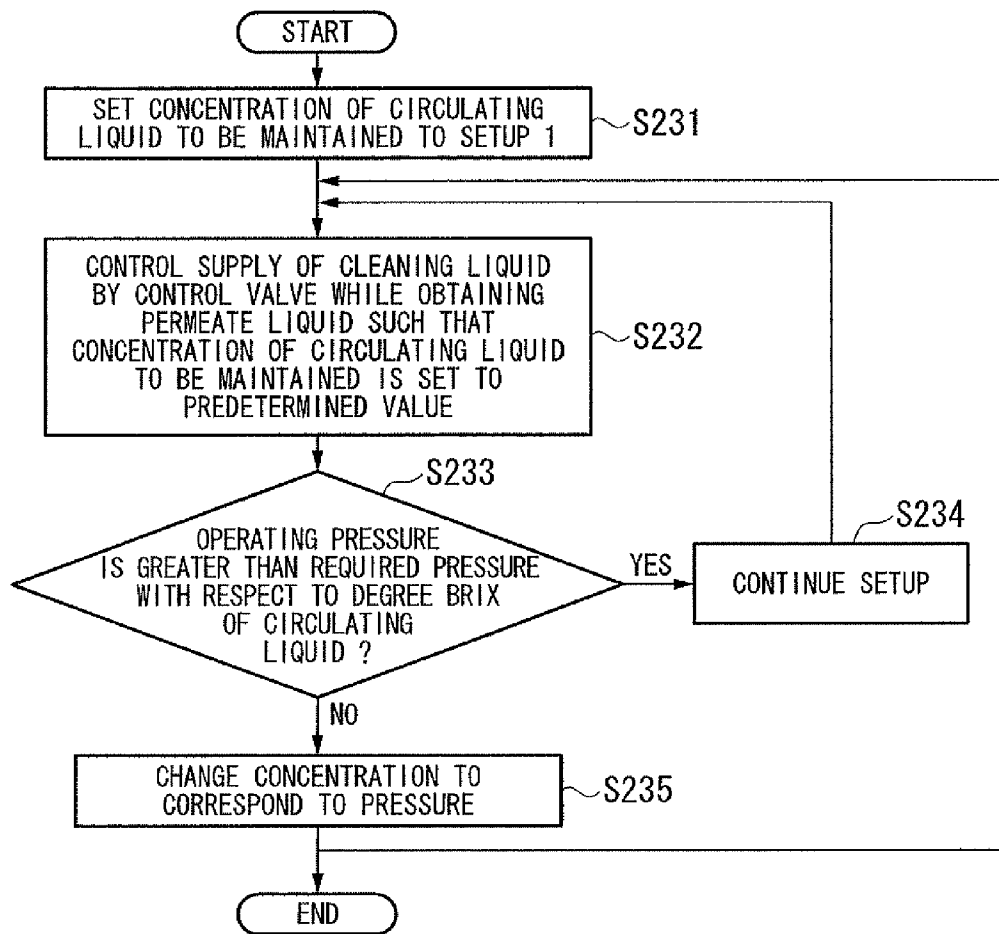 START
SET CONCENTRATION OF CIRCULATING
LIQUID TO BE MAINTAINED TO SETUP 1
S231
CONTROL SUPPLY OF CLEANING LIQUID
BY CONTROL VALVE WHILE OBTAINING
PERMEATE LIQUID SUCH THAT
CONCENTRATION OF CIRCULATING LIQUID
TO BE MAINTAINED IS SET TO
PREDETERMINED VALUE
S232
S233
OPERATING PRESSURE
IS GREATER THAN REQUIRED PRESSURE
WITH RESPECT TO DEGREE BRIX
OF CIRCULATING
LIQUID ?
YES
S234
CONTINUE SETUP
NO
CHANGE CONCENTRATION TO
CORRESPOND TO PRESSURE
S235
END